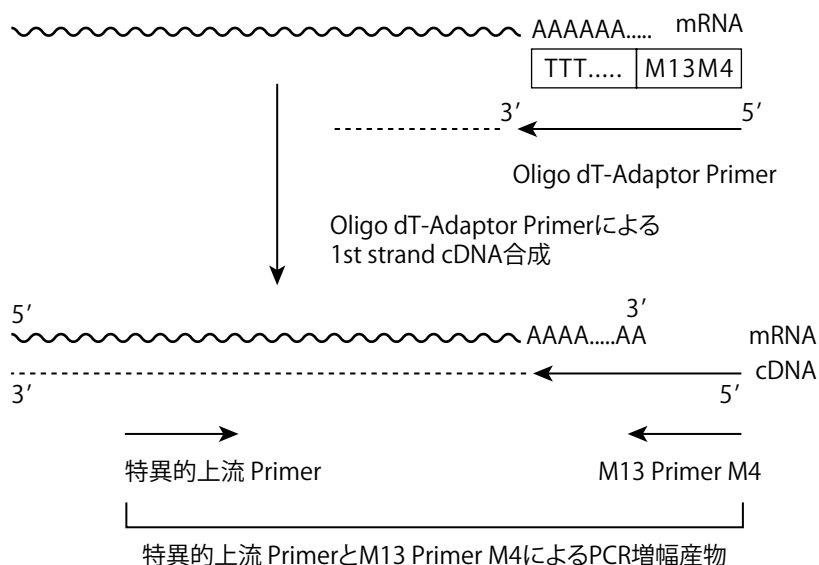 AAAAAA..... mRNA
TTT..... M13M4
3′ 5′
Oligo dT-Adaptor Primer
Oligo dT-Adaptor Primerによる
1st strand cDNA合成
5′ 3′
AAAA.....AA mRNA
cDNA
3′ 5′
特異的上流 Primer M13 Primer M4
特異的上流 PrimerとM13 Primer M4によるPCR増幅産物